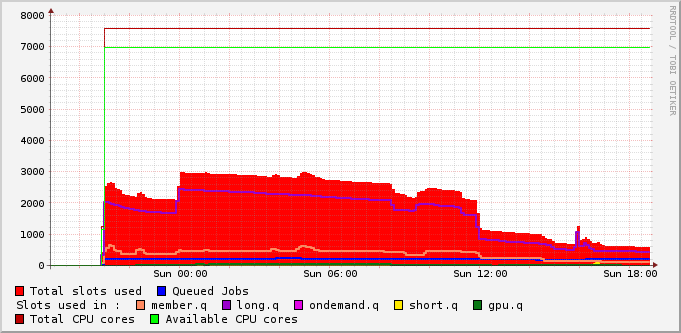 8000
7000
6000
5000
4000
3000
2000
1000
0
Sun 00:00 Sun 06:00 Sun 12:00 Sun 18:00
RRDTOOL / TOBI OETIKER
Total slots used Queued Jobs
Slots used in : member.q long.q ondemand.q short.q gpu.q
Total CPU cores Available CPU cores